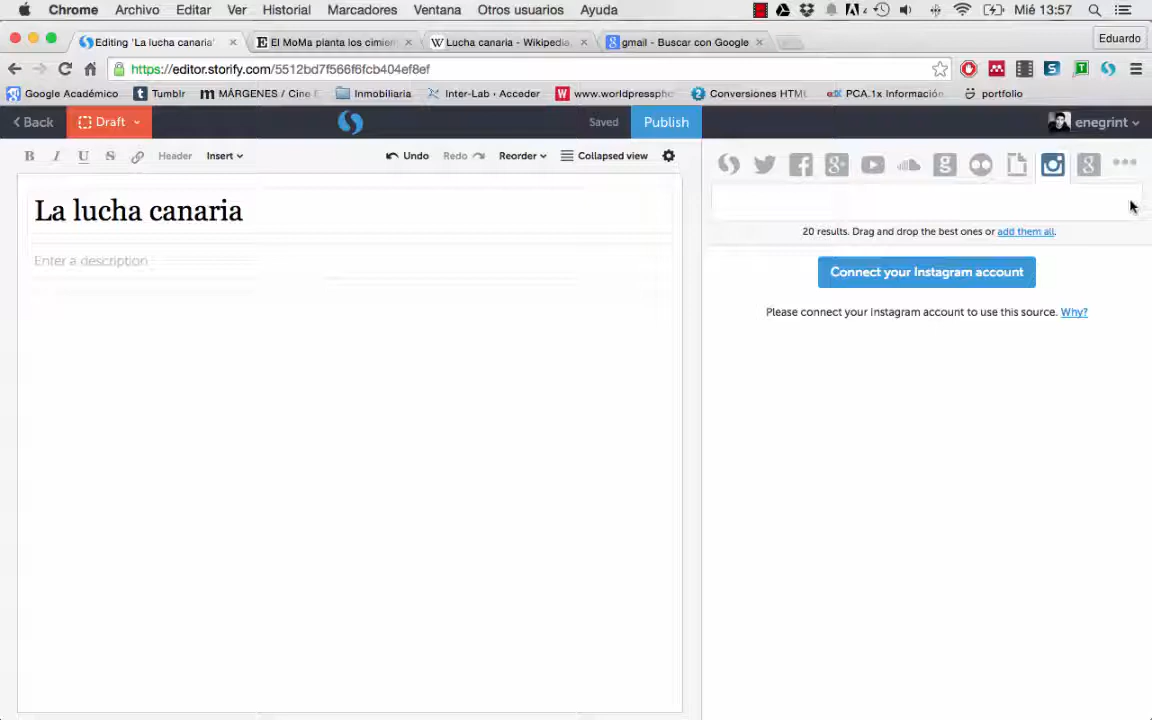 Chrome Archivo Editar Ver Historial Marcadores Ventana Otros usuarios Ayuda Mié 13:57
Editing 'La lucha canaria' El MoMa planta los cimien Lucha canaria - Wikipedia, gmail - Buscar con Google Eduardo
https://editor.storify.com/5512bd7f566f6fcb404ef8ef
Google Académico Tumblr MÁRGENES / Cine Inmobiliaria Inter-Lab · Acceder www.worldpresspho Conversiones HTML PCA.1x Información portfolio
Back Draft Saved Publish enegrint
B I U S Header Insert Undo Redo Reorder Collapsed view
La lucha canaria
20 results. Drag and drop the best ones or add them all.
Enter a description
Connect your Instagram account
Please connect your Instagram account to use this source. Why?